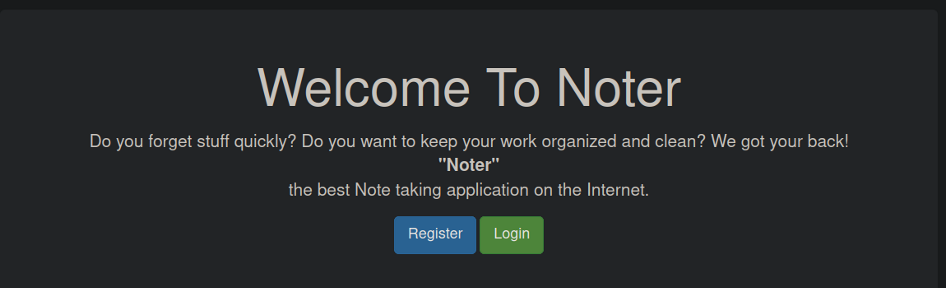 Welcome To Noter
Do you forget stuff quickly? Do you want to keep your work organized and clean? We got your back!
"Noter"
the best Note taking application on the Internet.
Register Login